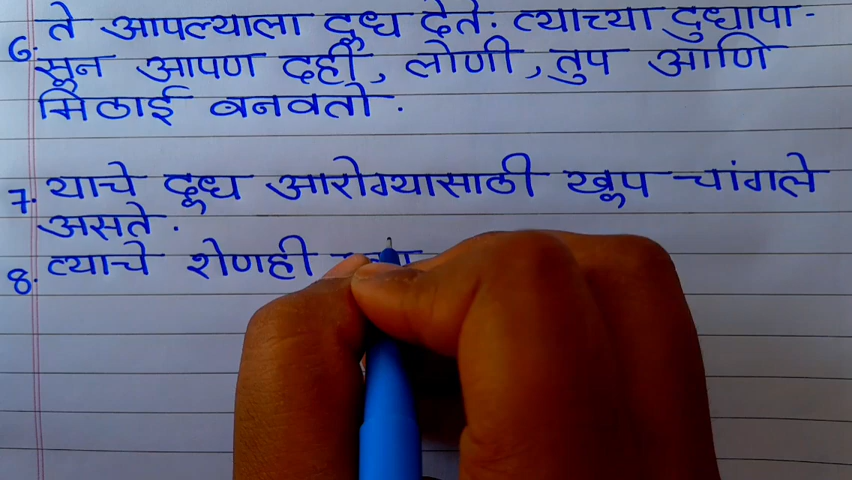 6. ते आपल्याला दूध देते. त्याच्या दुधापा-
सून आपण दही, लोणी, तुप आणि
मिठाई बनवतो.
7. याचे दूध आरोग्यासाठी खूप चांगले
असते.
8. त्याचे शेणही